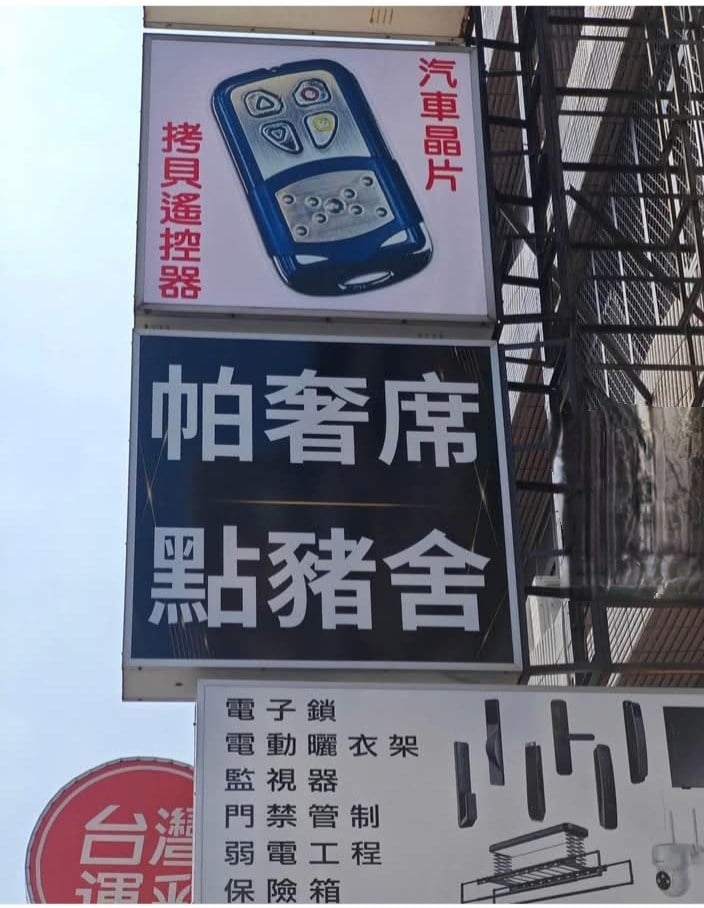 汽車晶片
拷貝遙控器
帕奢席
點豬舍
電子鎖
電動曬衣架
監視器
門禁管制
弱電工程
保險箱
台灣
運彩